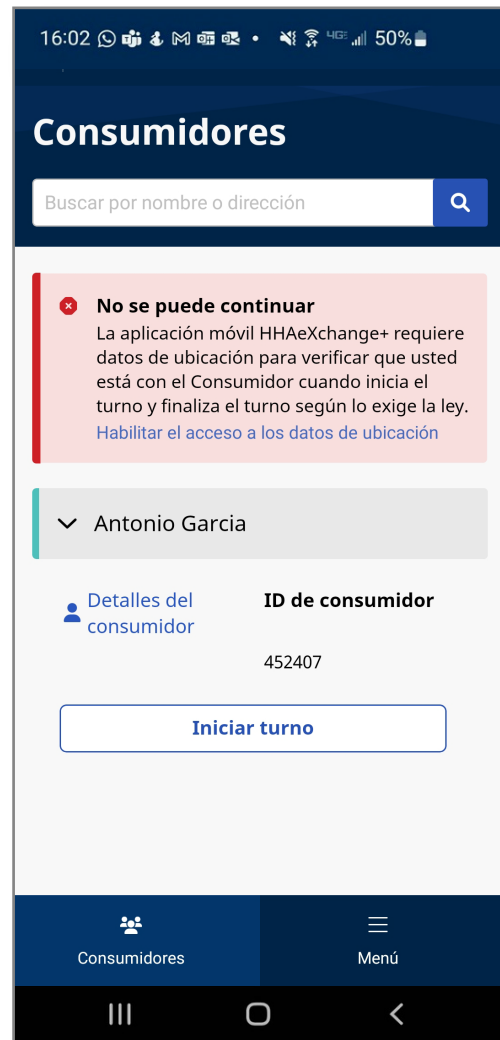 16:02
4GE
50%
Consumidores
Buscar por nombre o dirección
No se puede continuar
La aplicación móvil HHAeXchange+ requiere
datos de ubicación para verificar que usted
está con el Consumidor cuando inicia el
turno y finaliza el turno según lo exige la ley.
Habilitar el acceso a los datos de ubicación
Antonio Garcia
Detalles del
consumidor
ID de consumidor
452407
Iniciar turno
Consumidores
Menú